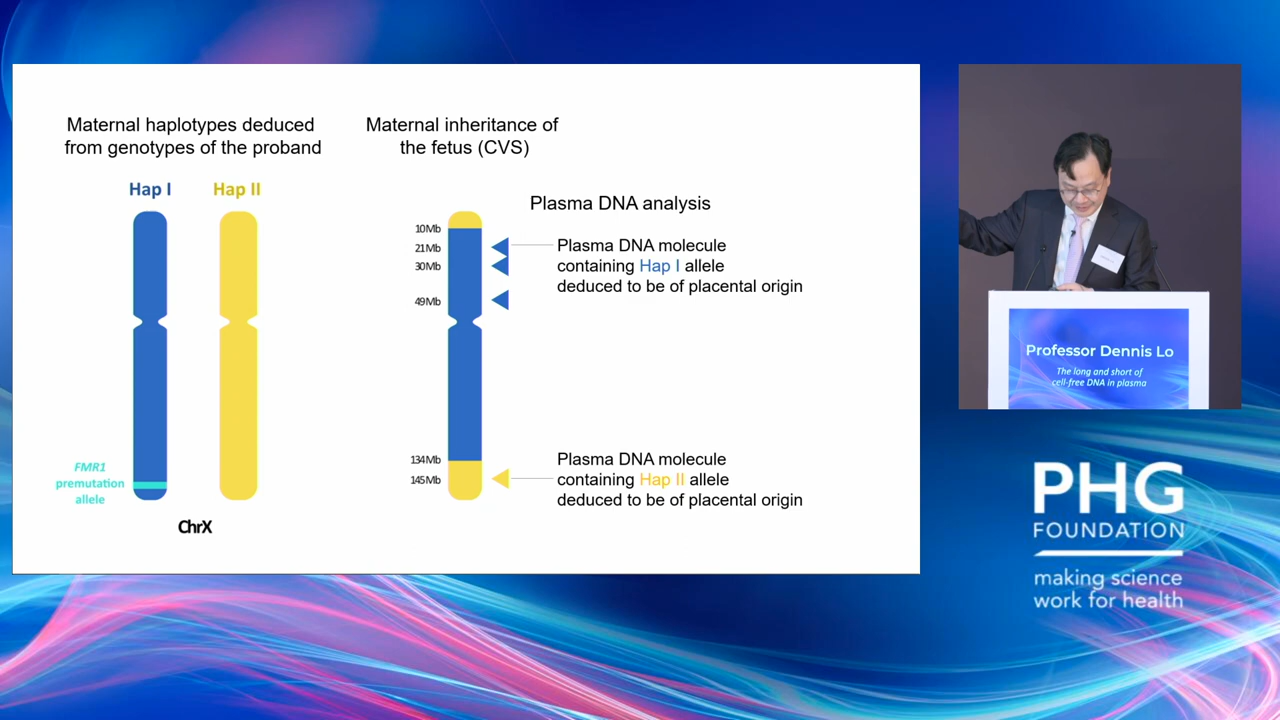 Maternal haplotypes deduced
from genotypes of the proband
Hap I
Hap II
FMR1
premutation
allele
ChrX
Maternal inheritance of
the fetus (CVS)
10Mb
21Mb
30Mb
49Mb
134Mb
145Mb
Plasma DNA analysis
Plasma DNA molecule
containing Hap I allele
deduced to be of placental origin
Plasma DNA molecule
containing Hap II allele
deduced to be of placental origin
Professor Dennis Lo
The long and short of
cell-free DNA in plasma
PHG
FOUNDATION
making science
work for health